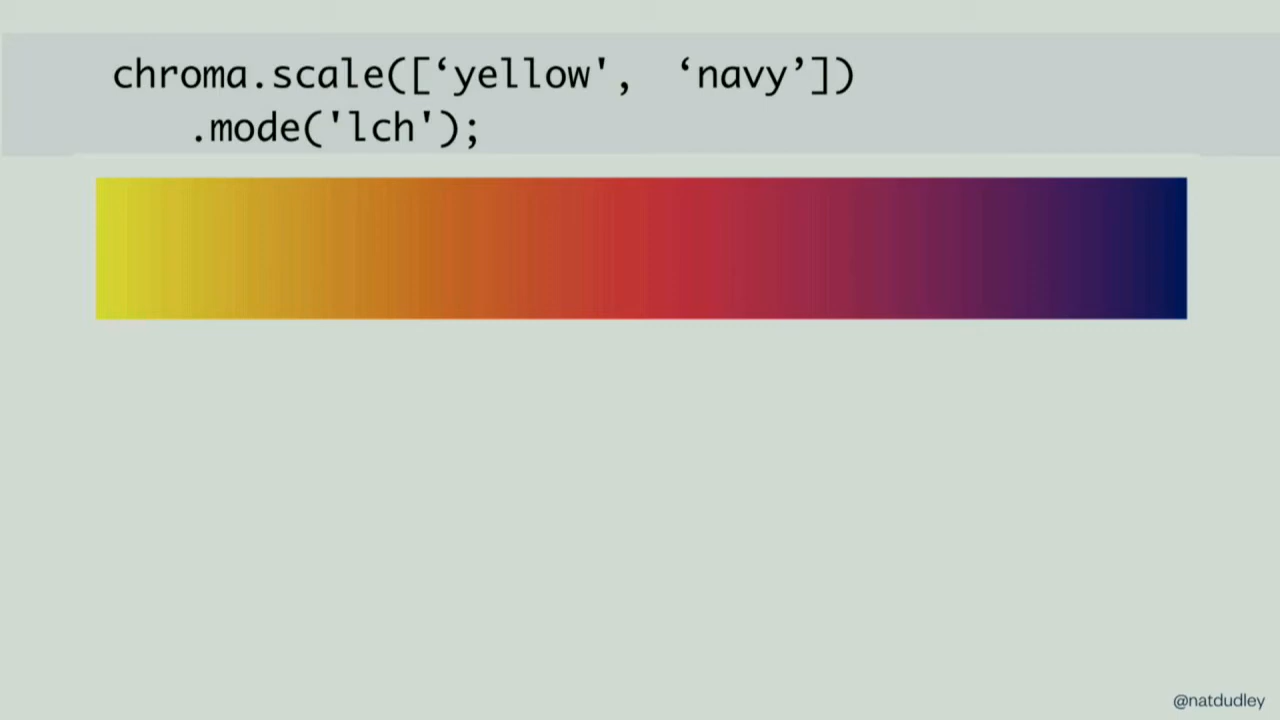 chroma.scale([‘yellow', ‘navy’])
.mode('lch');
@natdudley